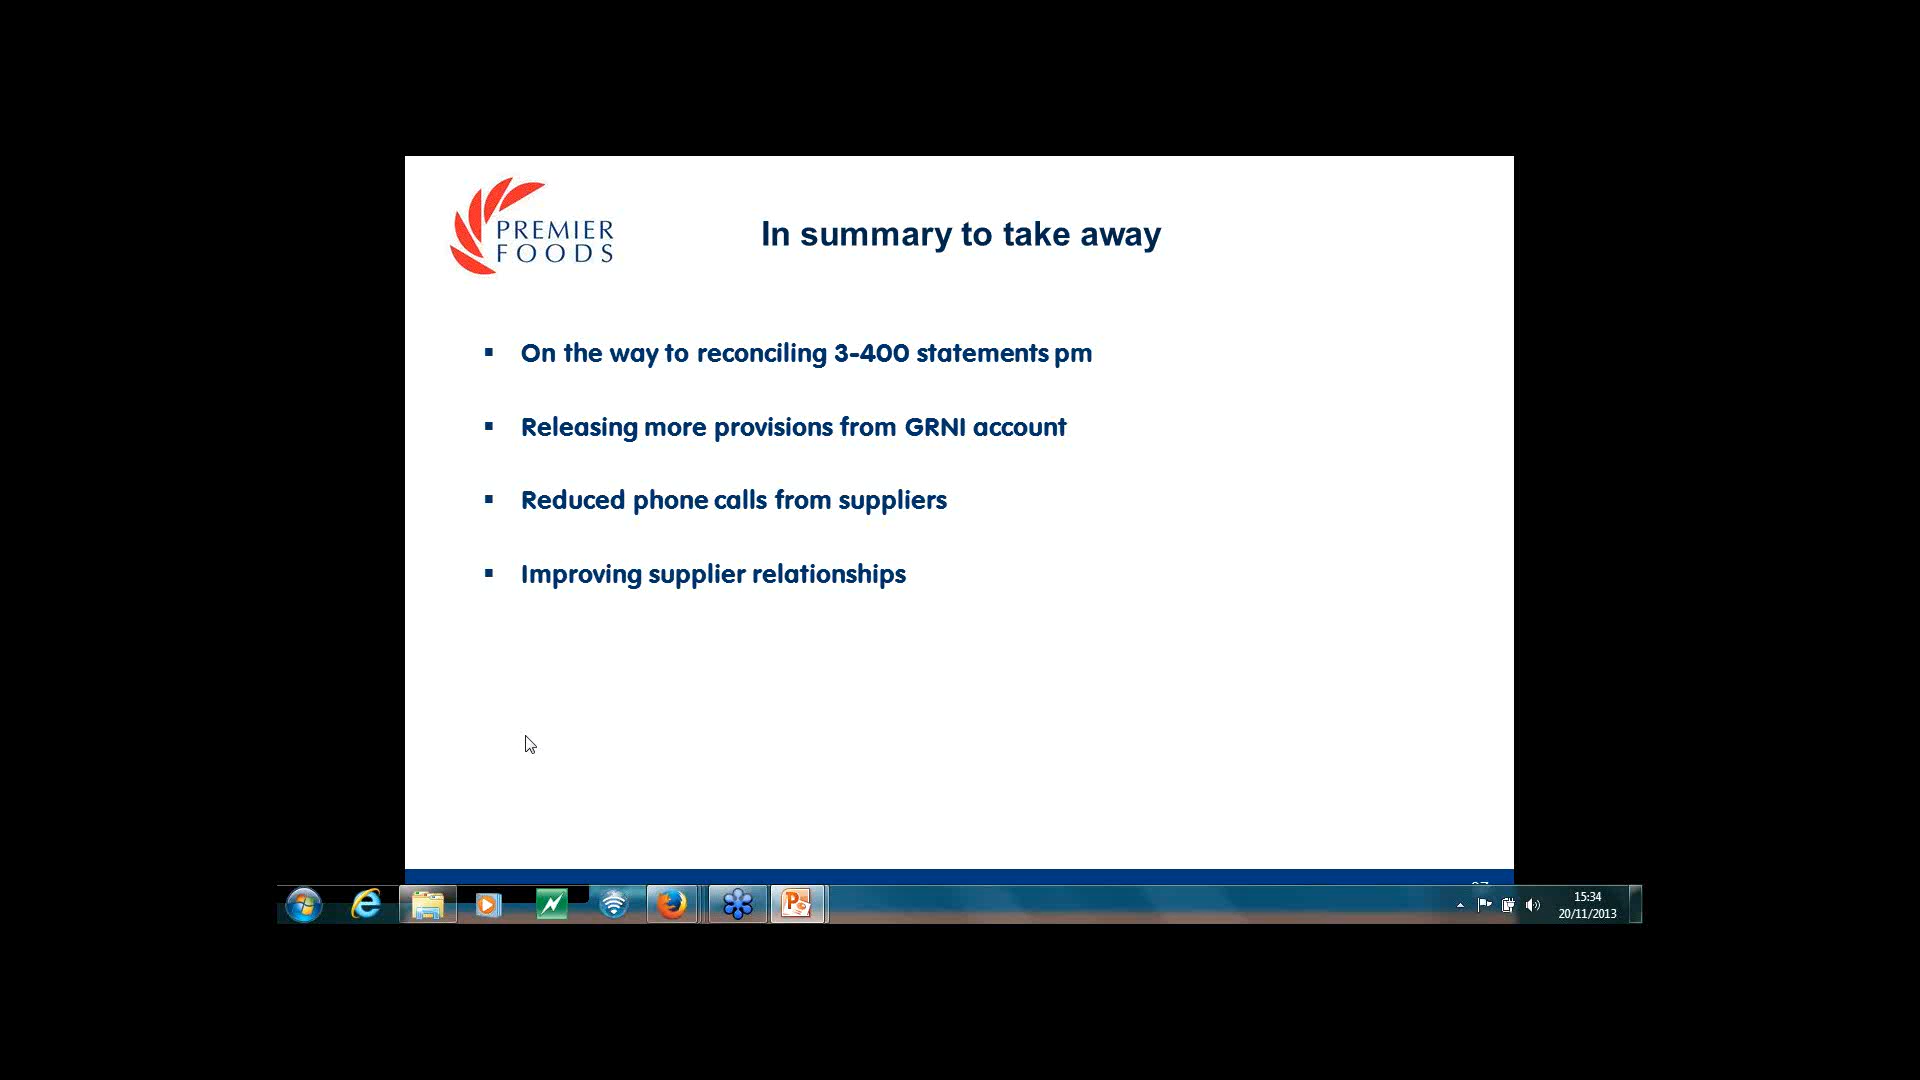 PREMIER
FOODS
In summary to take away
▪ On the way to reconciling 3-400 statements pm
▪ Releasing more provisions from GRNI account
▪ Reduced phone calls from suppliers
▪ Improving supplier relationships
15:34
20/11/2013